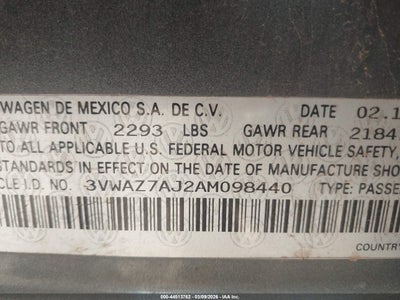 WAGEN DE MEXICO S.A. DE C.V. DATE 02.1
GAWR FRONT 2293 LBS GAWR REAR 2184
TO ALL APPLICABLE U.S. FEDERAL MOTOR VEHICLE SAFETY,
STANDARDS IN EFFECT ON THE DATE OF MANUFACTURE
CLE I.D. NO. 3VWAZ7AJ2AM098440 TYPE: PASSE
COUNTRY
000-44513762 - 03/09/2026 - IAA Inc.